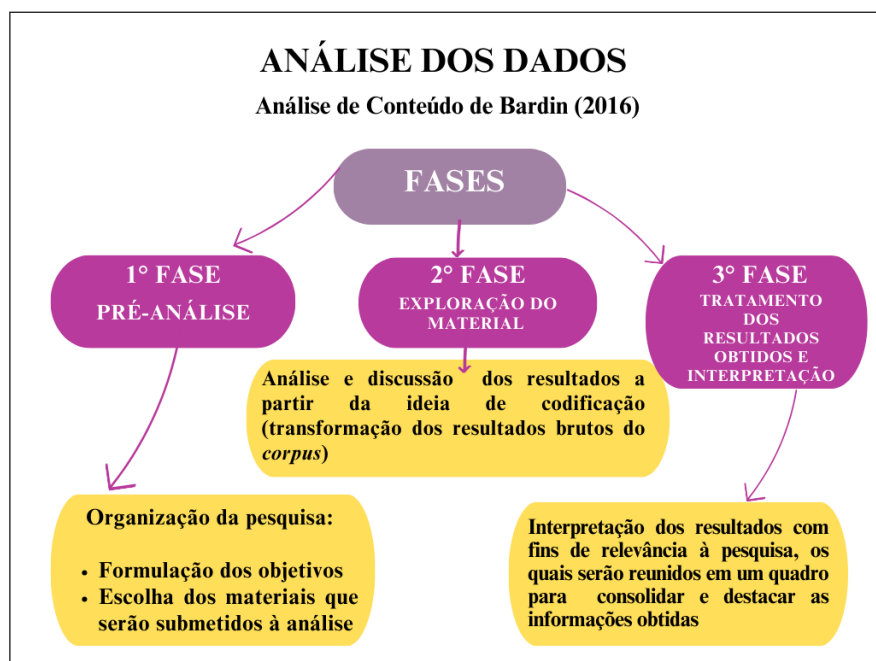 ANÁLISE DOS DADOS
Análise de Conteúdo de Bardin (2016)
FASES
1° FASE
PRÉ-ANÁLISE
2° FASE
EXPLORAÇÃO DO
MATERIAL
3° FASE
TRATAMENTO
DOS
RESULTADOS
OBTIDOS E
INTERPRETAÇÃO
Análise e discussão dos resultados a
partir da ideia de codificação
(transformação dos resultados brutos do
corpus)
Organização da pesquisa:
• Formulação dos objetivos
• Escolha dos materiais que
serão submetidos à análise
Interpretação dos resultados com
fins de relevância à pesquisa, os
quais serão reunidos em um quadro
para consolidar e destacar as
informações obtidas